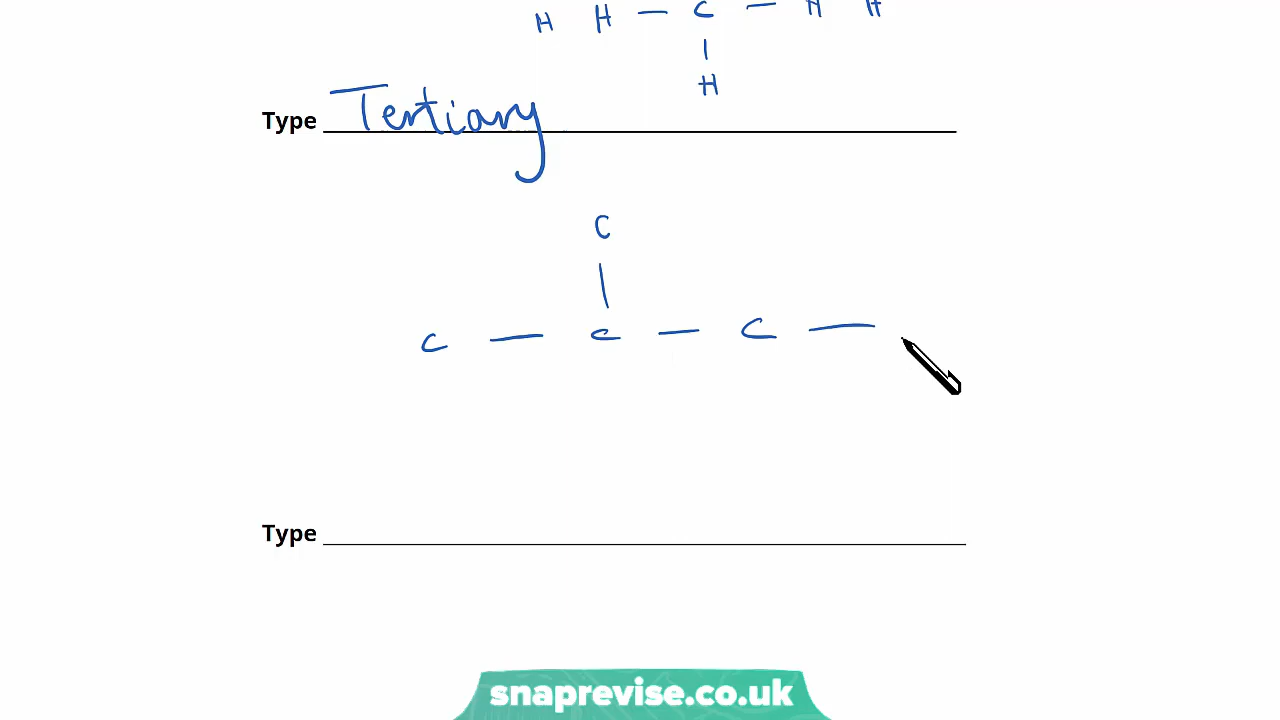 H H — C — H H
|
H
Type Tertiary
C
|
C — C — C —
Type
snaprevise.co.uk